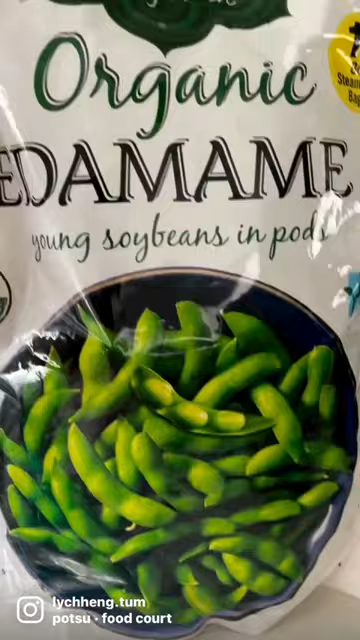 Organic
EDAMAME
young soybeans in pods
lychheng.tum
potsu · food court